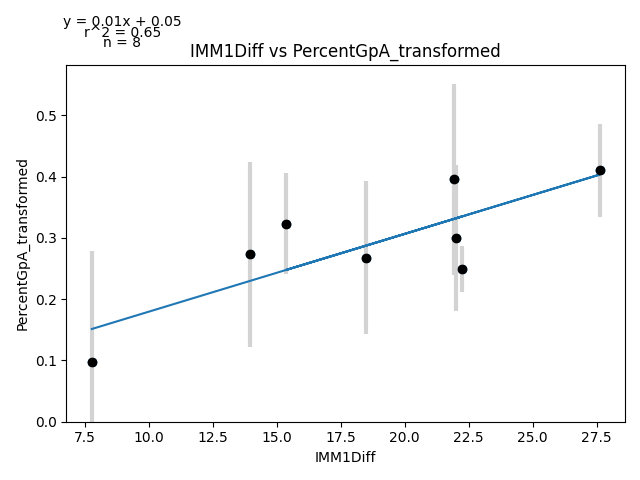 y = 0.01x + 0.05
r^2 = 0.65
n = 8
IMM1Diff vs PercentGpA_transformed
PercentGpA_transformed
0.5
0.4
0.3
0.2
0.1
0.0
7.5 10.0 12.5 15.0 17.5 20.0 22.5 25.0 27.5
IMM1Diff